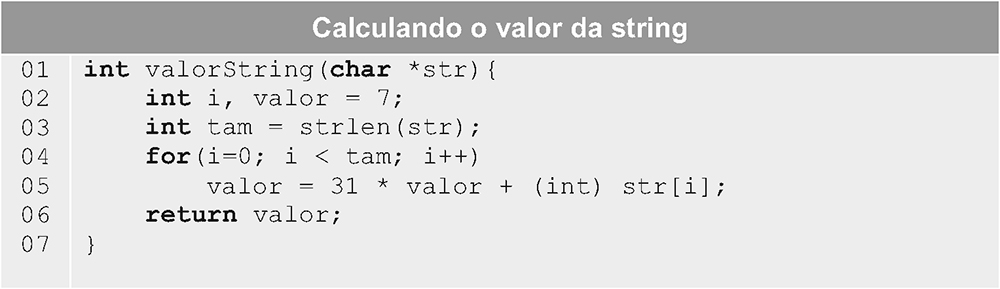 Calculando o valor da string
01 int valorString(char *str){
02     int i, valor = 7;
03     int tam = strlen(str);
04     for(i=0; i < tam; i++)
05         valor = 31 * valor + (int) str[i];
06     return valor;
07 }